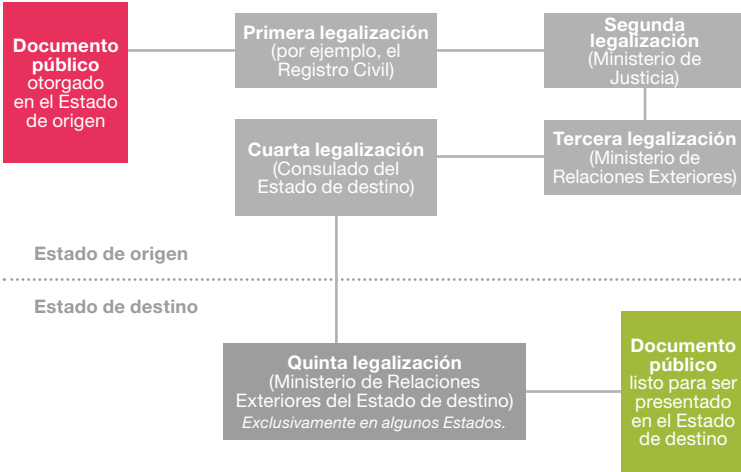 Documento
público
otorgado
en el Estado
de origen
Primera legalización
(por ejemplo, el
Registro Civil)
Segunda
legalización
(Ministerio de
Justicia)
Tercera legalización
(Ministerio de
Relaciones Exteriores)
Cuarta legalización
(Consulado del
Estado de destino)
Estado de origen
Estado de destino
Quinta legalización
(Ministerio de Relaciones
Exteriores del Estado de destino)
Exclusivamente en algunos Estados.
Documento
público
listo para ser
presentado
en el Estado
de destino